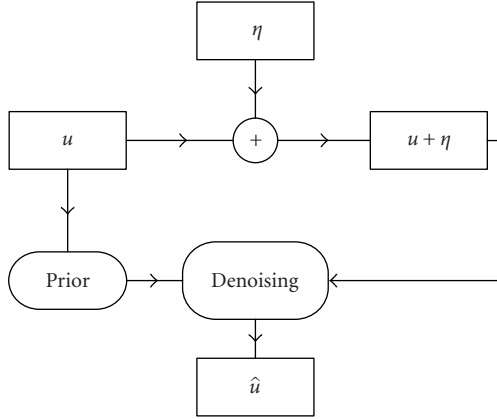 η
u
+
u + η
Prior
Denoising
û